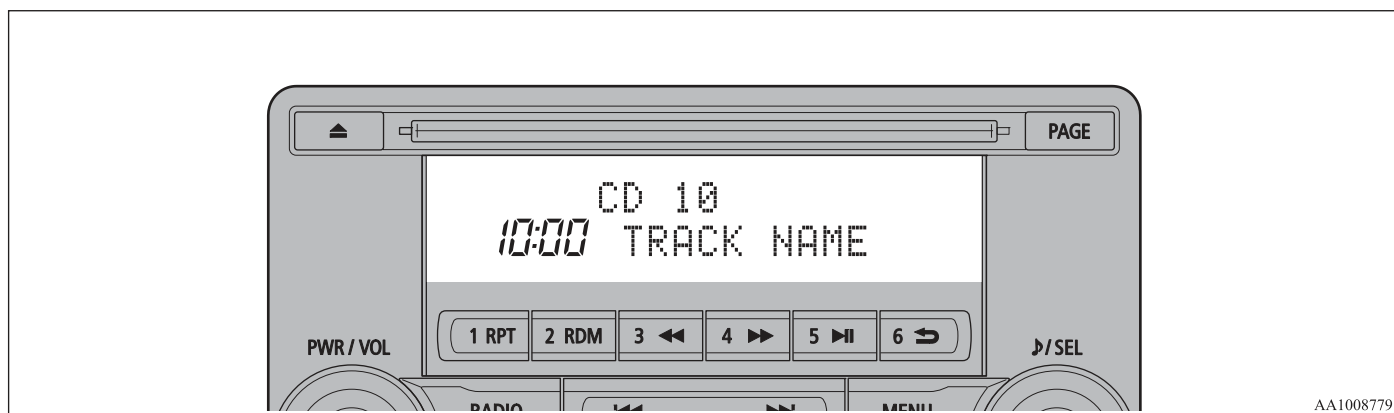 PAGE
CD 10
10:00 TRACK NAME
1 RPT 2 RDM 3 4 5 6
PWR / VOL
♪/ SEL
RADIO
MENU
AA1008779